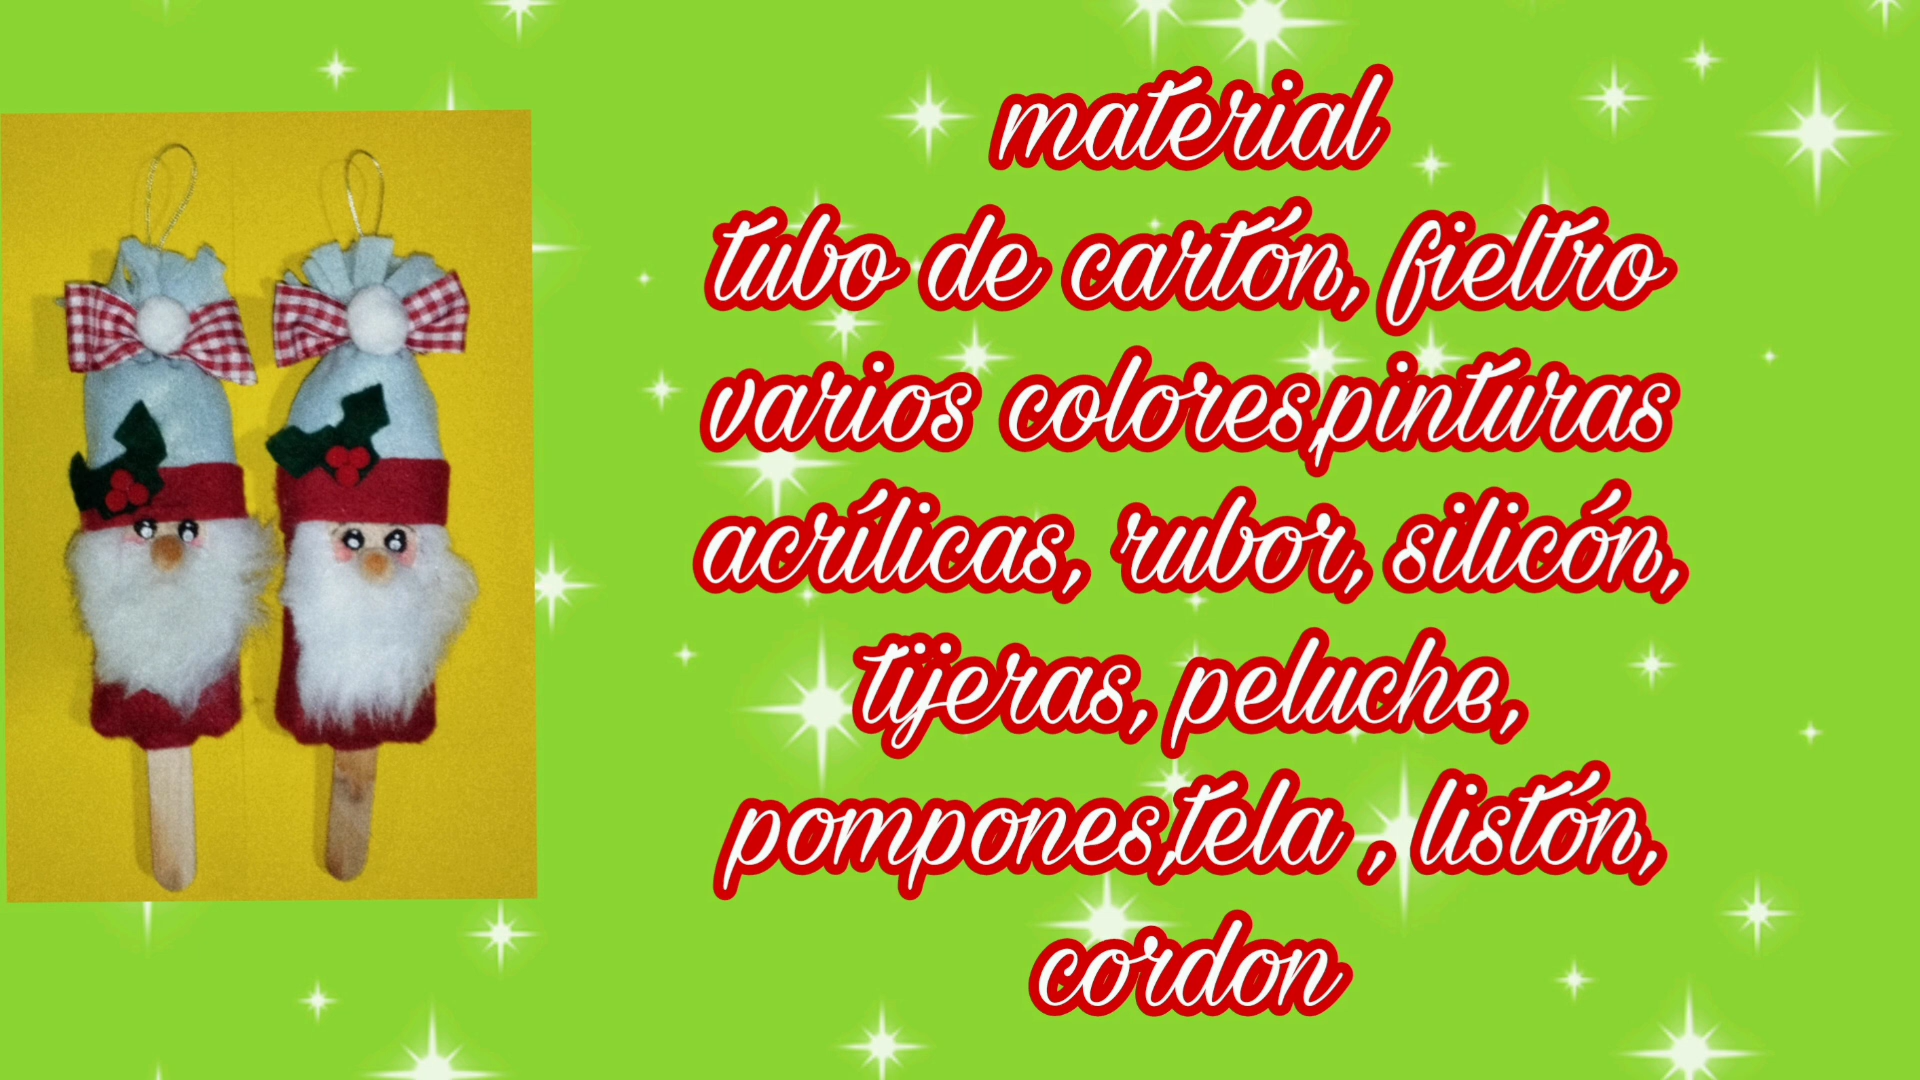 material
tubo de cartón, fieltro
varios colores,pinturas
acrílicas, rubor, silicón,
tijeras, peluche,
pompones,tela , listón,
cordon